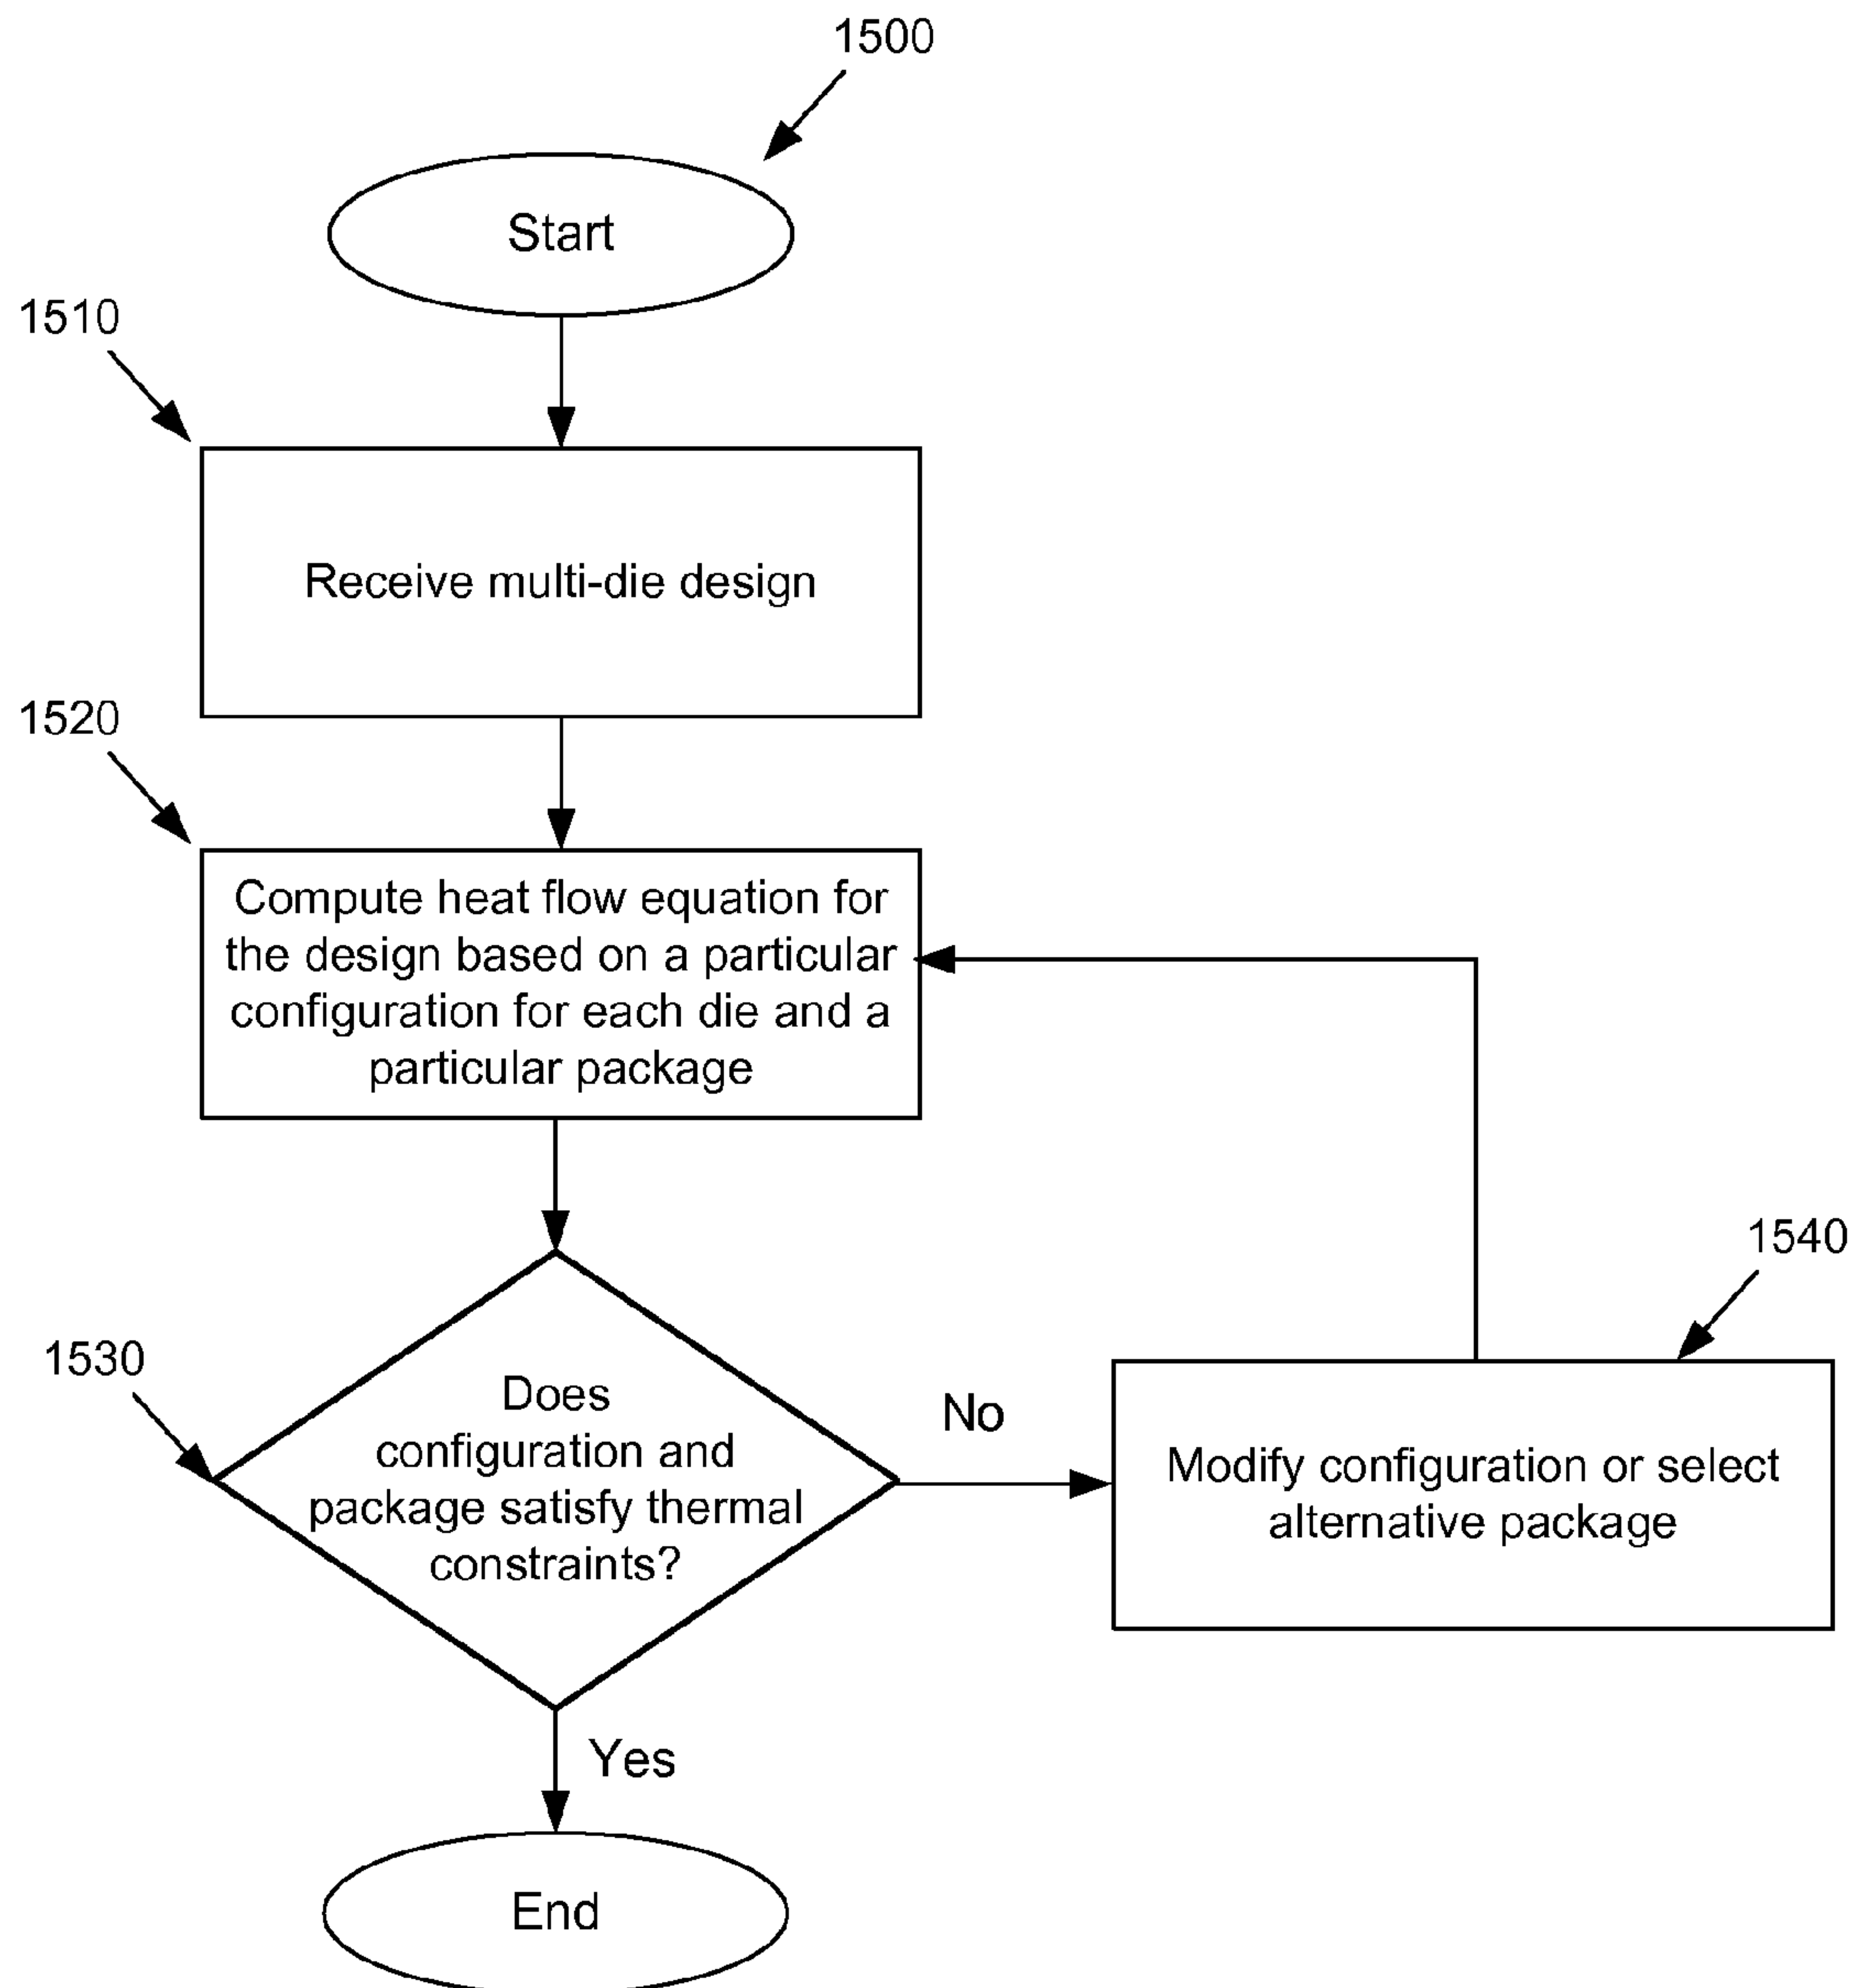 1500
Start
1510
Receive multi-die design
1520
Compute heat flow equation for
the design based on a particular
configuration for each die and a
particular package
1530
Does
configuration and
package satisfy thermal
constraints?
No
1540
Modify configuration or select
alternative package
Yes
End